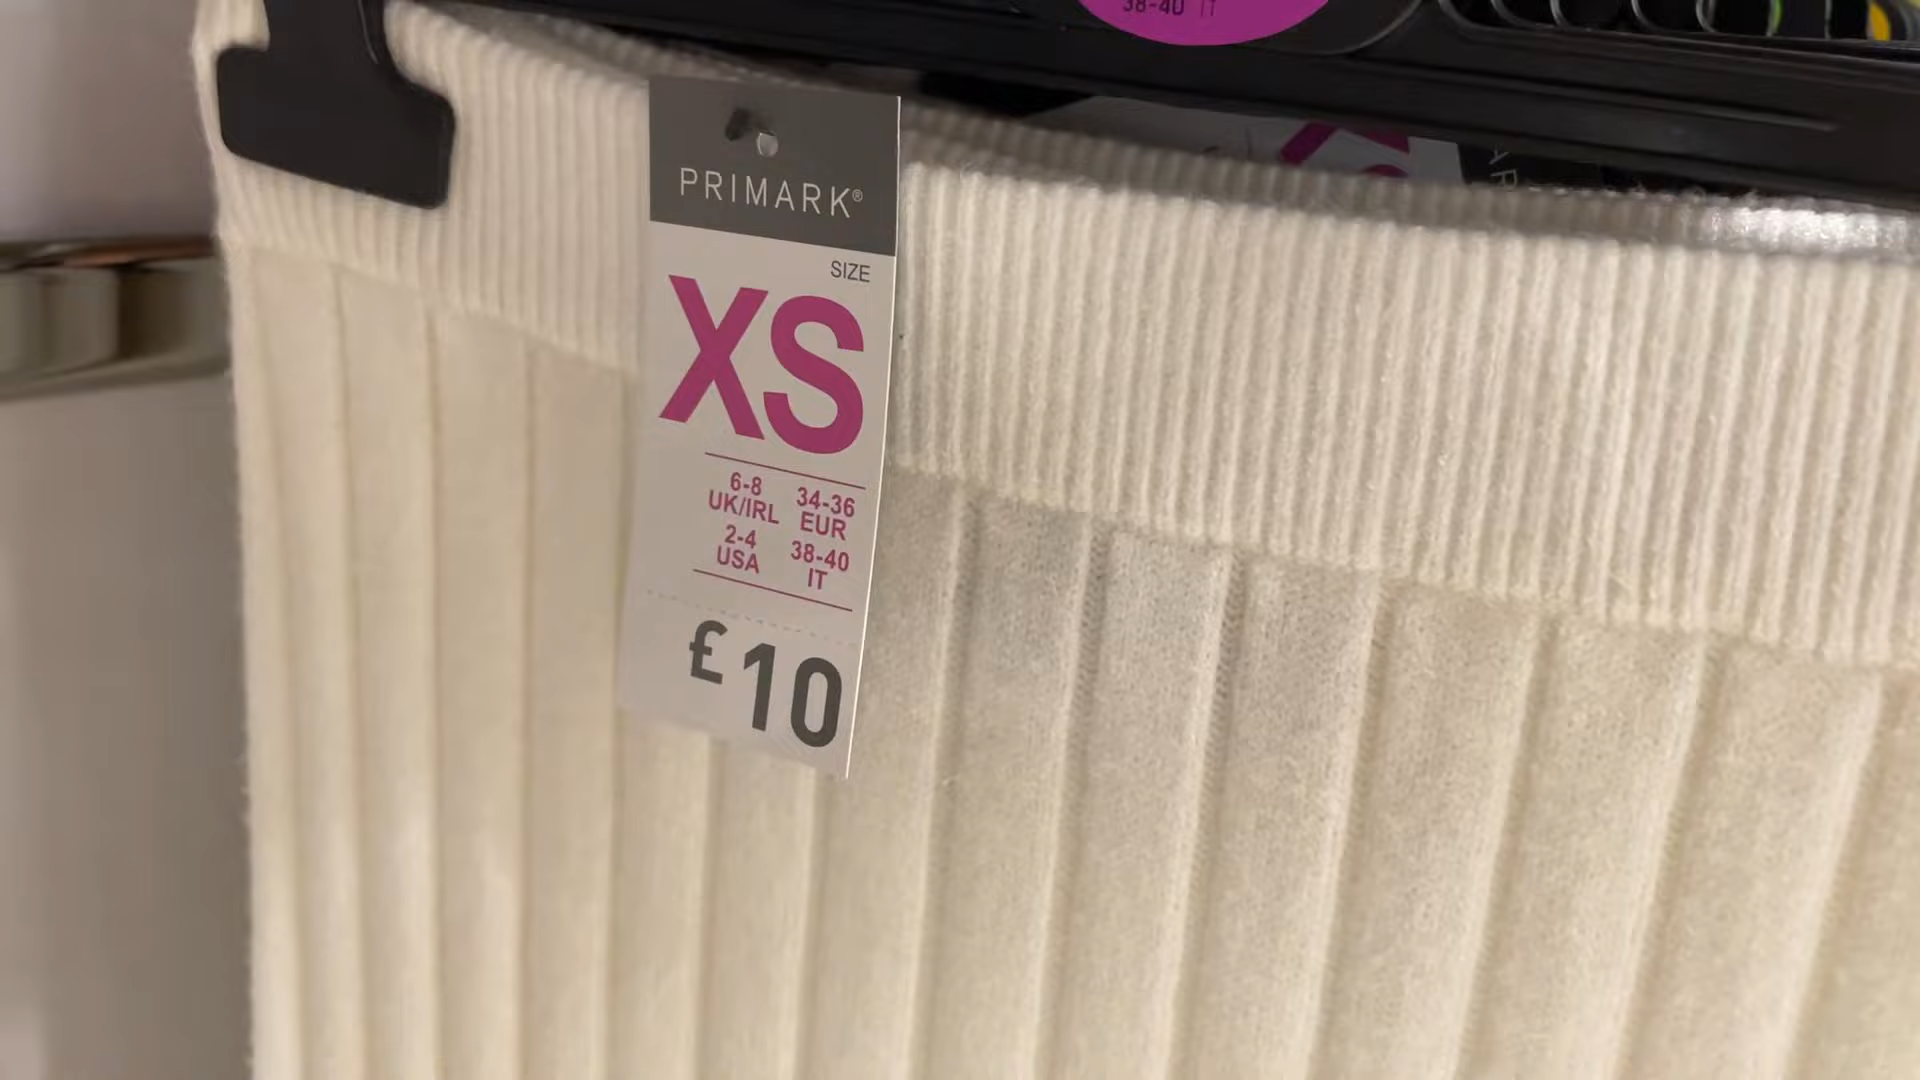 38-40 IT
PRIMARK®
SIZE
XS
6-8 34-36
UK/IRL EUR
2-4 38-40
USA IT
£10